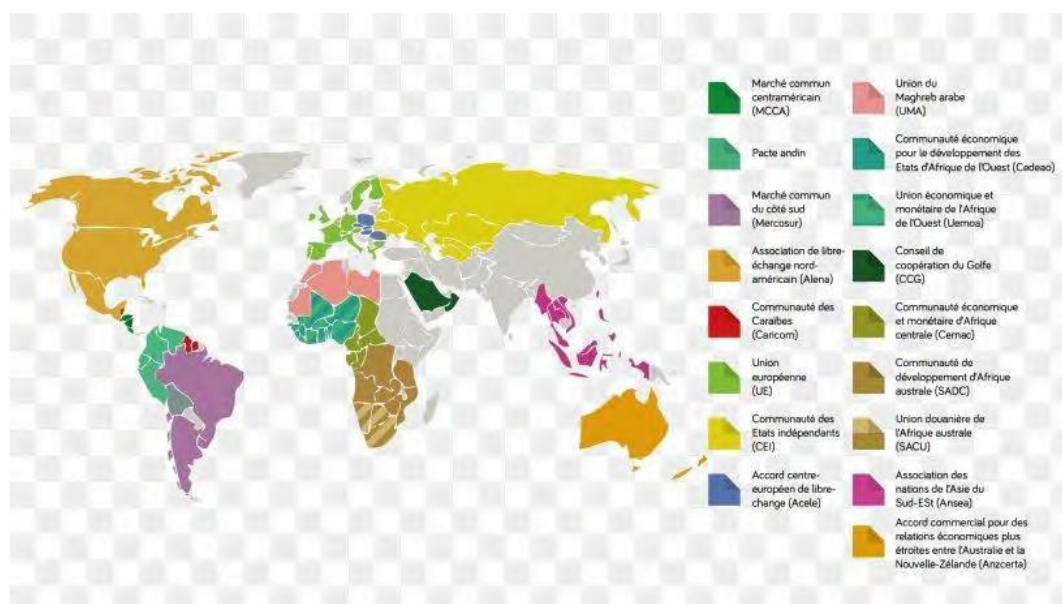 Marché commun
centraméricain
(MCCA)
Pacte andin
Marché commun
du côté sud
(Mercosur)
Association de libre-
échange nord-
américain (Alena)
Communauté des
Caraïbes
(Caricom)
Union
européenne
(UE)
Communauté des
Etats indépendants
(CEI)
Accord centre-
européen de libre-
change (Acele)
Union du
Maghreb arabe
(UMA)
Communauté économique
pour le développement des
Etats d'Afrique de l'Ouest (Cedeao)
Union économique et
monétaire de l'Afrique
de l'Ouest (Uemoa)
Conseil de
coopération du Golfe
(CCG)
Communauté économique
et monétaire d'Afrique
centrale (Cemac)
Communauté de
développement d'Afrique
australe (SADC)
Union douanière de
l'Afrique australe
(SACU)
Association des
nations de l'Asie du
Sud-ESt (Ansea)
Accord commercial pour des
relations économiques plus
étroites entre l'Australie et la
Nouvelle-Zélande (Anzcerta)